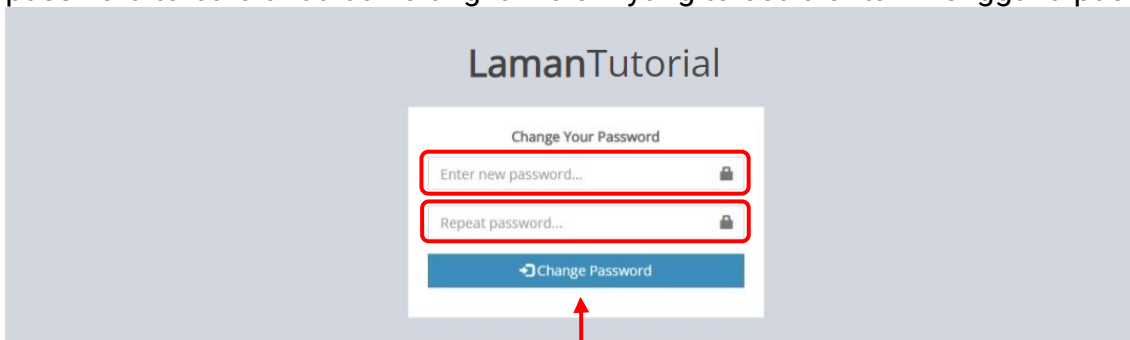 LamanTutorial
Change Your Password
Enter new password...
Repeat password...
Change Password